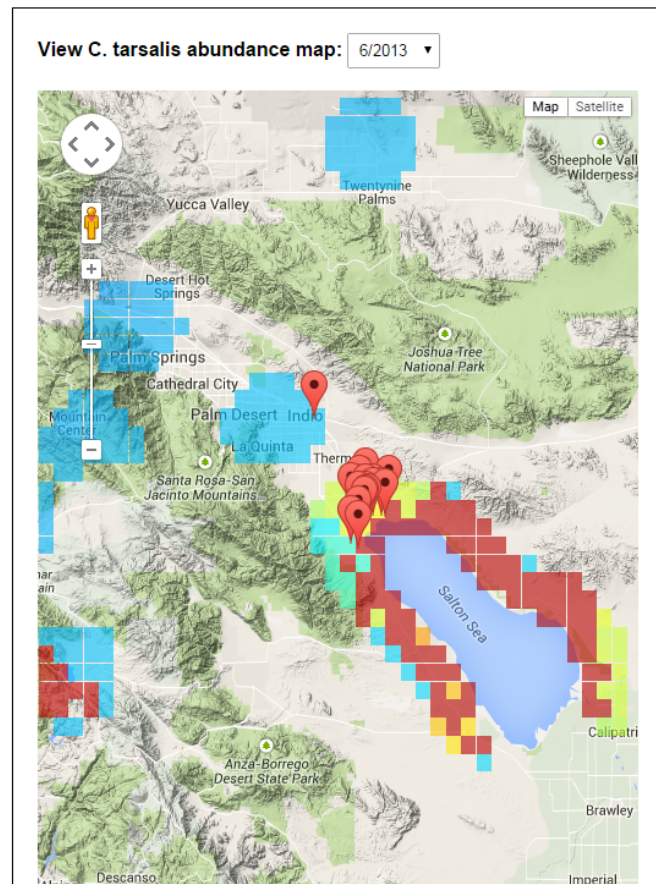 View C. tarsalis abundance map: 6/2013
Map Satellite
Sheephole Vall
Wilderness
Twentynine
Palms
Yucca Valley
Desert Hot
Springs
Palm Springs
Joshua Tree
National Park
Cathedral City
Mountain
Center
Palm Desert Indio
La Quinta
Therm
Santa Rosa-San
Jacinto Mountains...
mar
ain
Salton Sea
Calipatri
Anza-Borrego
Desert State Park
Brawley
Descanso
Imperial